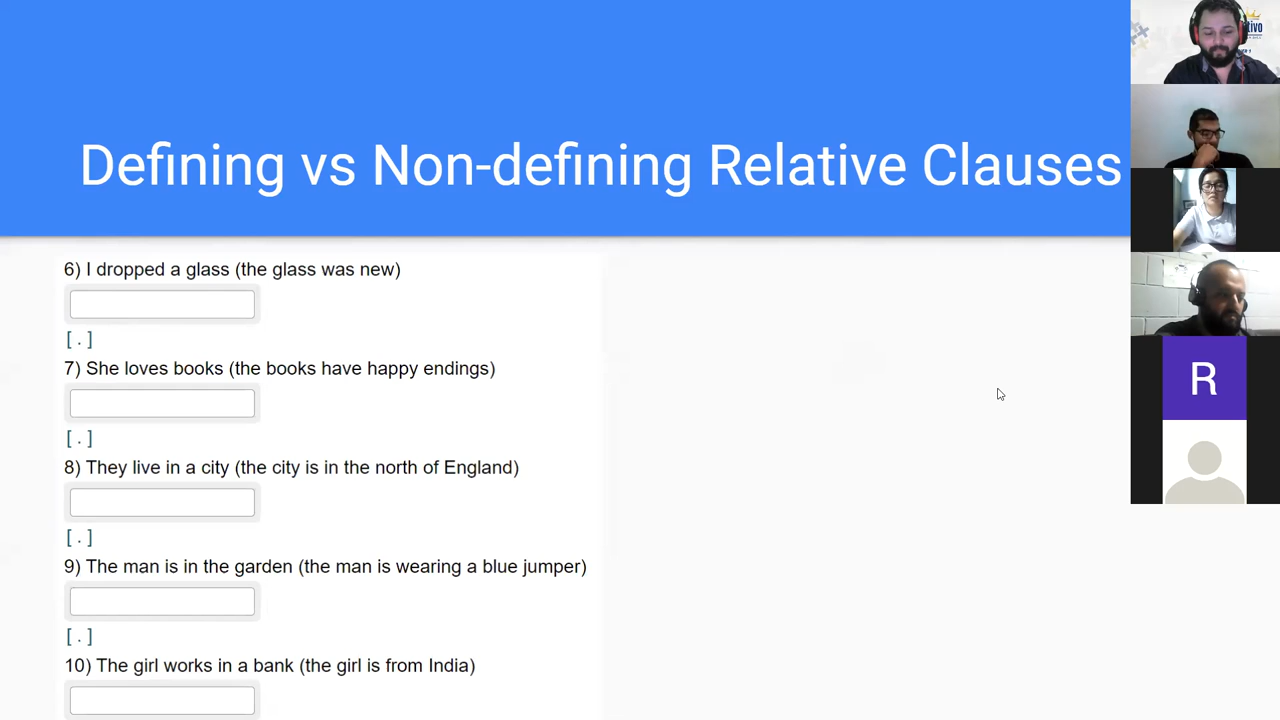 Defining vs Non-defining Relative Clauses
6) I dropped a glass (the glass was new)
[ . ]
7) She loves books (the books have happy endings)
[ . ]
8) They live in a city (the city is in the north of England)
[ . ]
9) The man is in the garden (the man is wearing a blue jumper)
[ . ]
10) The girl works in a bank (the girl is from India)
R